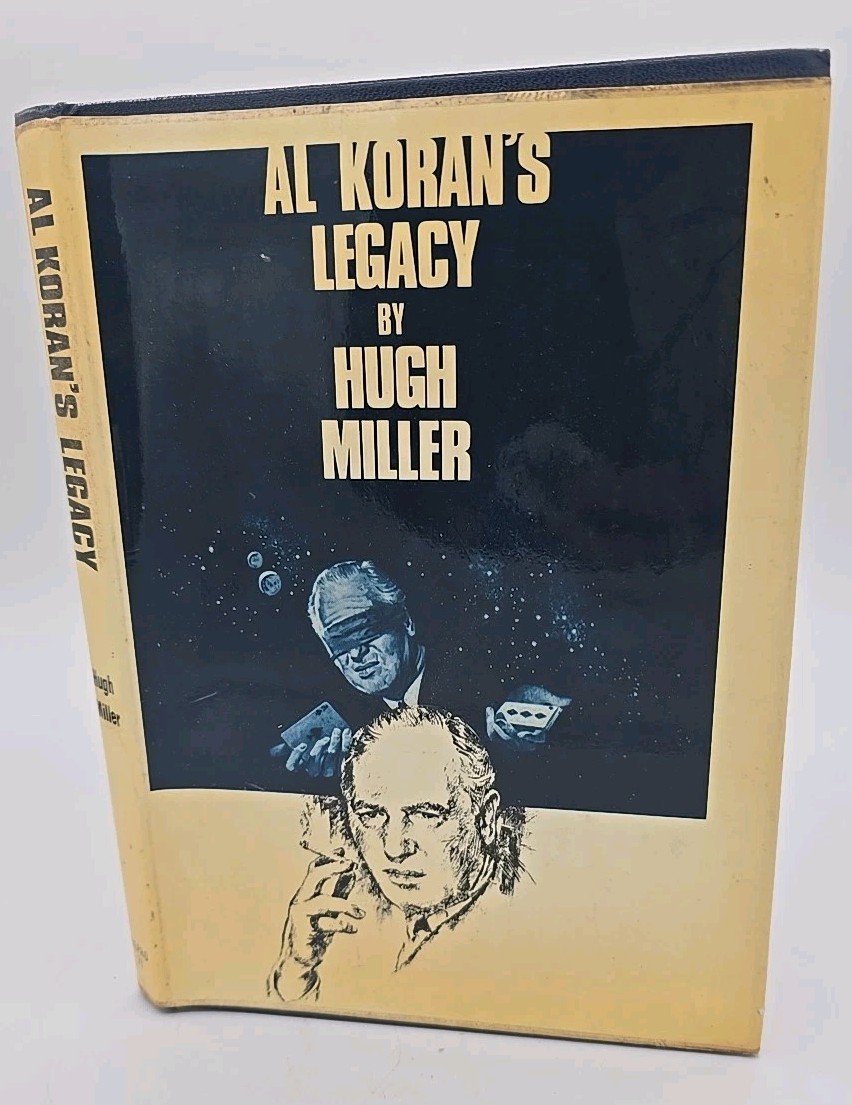 AL KORAN'S
LEGACY
BY
HUGH
MILLER
AL KORAN'S LEGACY
Hugh
Miller